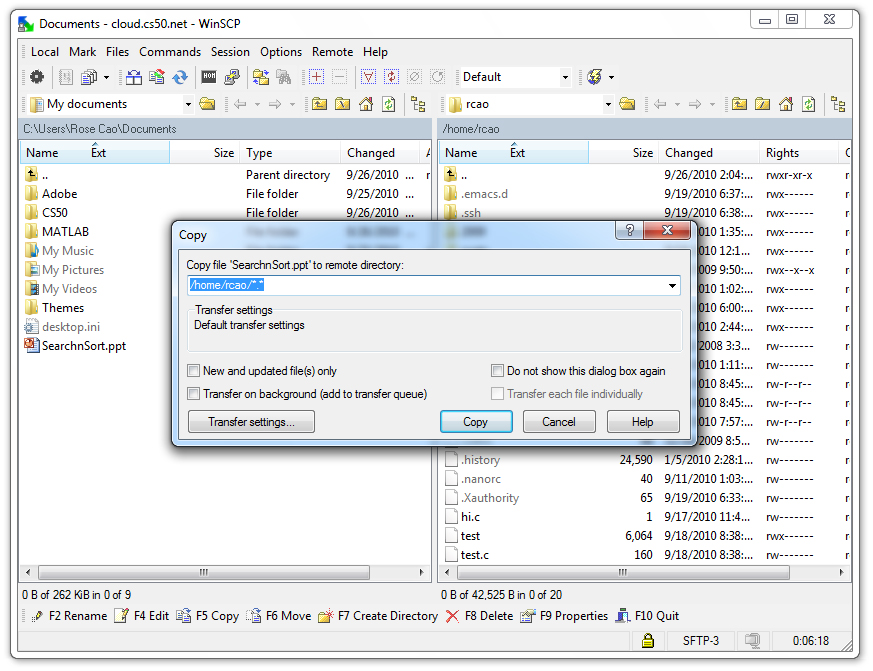 Documents - cloud.cs50.net - WinSCP
Local Mark Files Commands Session Options Remote Help
Default
My documents
rcao
C:\Users\Rose Cao\Documents
/home/rcao
Name Ext Size Type Changed A
Name Ext Size Changed Rights
.. Parent directory 9/26/2010 ... r
.. 9/26/2010 2:04:... rwxr-xr-x r
Adobe File folder 9/25/2010 ...
.emacs.d 9/19/2010 6:37:... rwx------ r
CS50 File folder 9/26/2010 ...
.ssh 9/19/2010 6:38:... rwx------ r
MATLAB
010 1:35:... rwx------ r
My Music
010 12:1... rwx------ r
My Pictures
009 9:50:... rwx--x--x r
My Videos
010 1:02:... rwx------ r
Themes
010 6:00:... rwx------ r
desktop.ini
010 2:44:... rwx------ r
SearchnSort.ppt
2008 3:3... rwx------ r
010 1:11:... rwx------ r
010 8:45:... rw-r--r-- r
010 8:45:... rw-r--r-- r
010 7:57:... rw-r--r-- r
2009 8:5... rw------- r
.history 24,590 1/5/2010 2:28:1... rw------- r
.nanorc 40 9/11/2010 1:03:... rw------- r
.Xauthority 65 9/19/2010 6:33:... rw------- r
hi.c 1 9/17/2010 11:4... rw------- r
test 6,064 9/18/2010 8:38:... rwx------ r
test.c 160 9/18/2010 8:38:... rw------- r
Copy
Copy file 'SearchnSort.ppt' to remote directory:
/home/rcao/*.*
Transfer settings
Default transfer settings
New and updated file(s) only
Do not show this dialog box again
Transfer on background (add to transfer queue)
Transfer each file individually
Transfer settings... Copy Cancel Help
0 B of 262 KiB in 0 of 9
0 B of 42,525 B in 0 of 20
F2 Rename F4 Edit F5 Copy F6 Move F7 Create Directory F8 Delete F9 Properties F10 Quit
SFTP-3 0:06:18